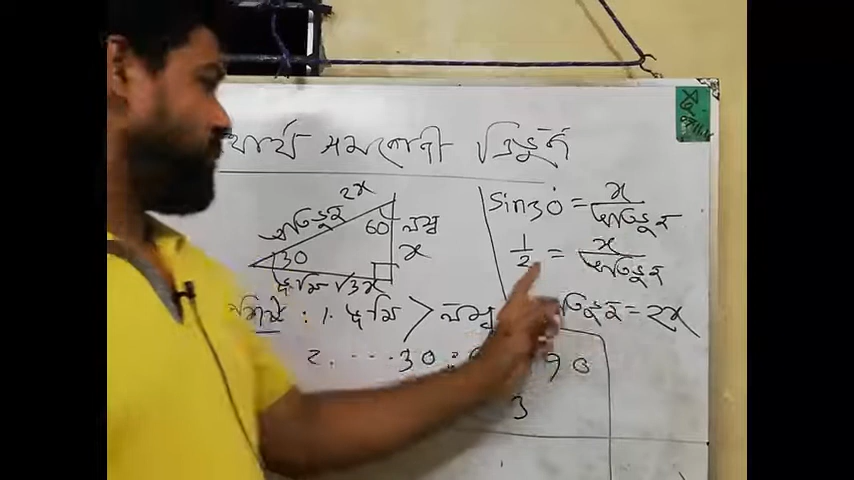 সমকোণী ত্রিভুজ
2x
অতিভুজ
60
লম্ব
x
30
ভূমি √3x
sin30° = x/অতিভুজ
1/2 = x/অতিভুজ
= 2x
: 1. ভূমি > লম্ব
2. .... 30 : 90
3